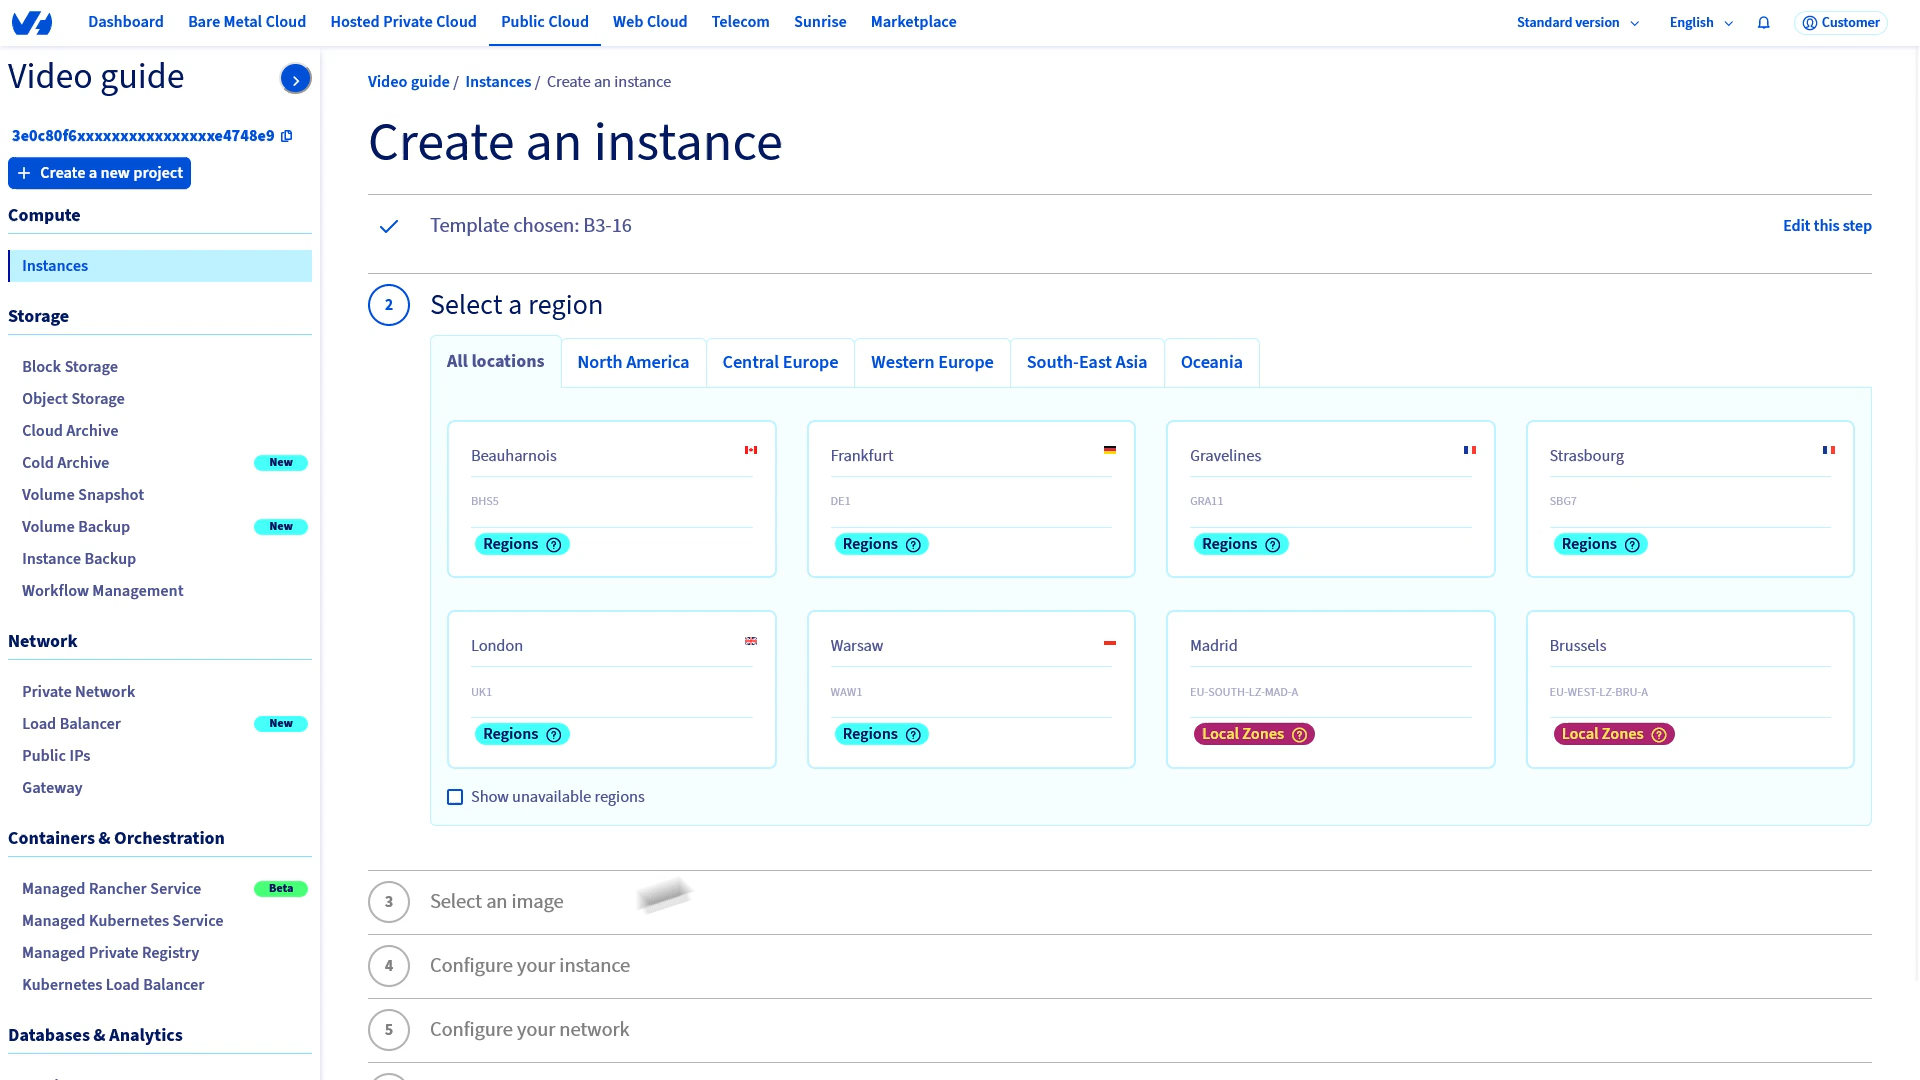 Dashboard
Bare Metal Cloud
Hosted Private Cloud
Public Cloud
Web Cloud
Telecom
Sunrise
Marketplace
Standard version
English
Customer
Video guide
3e0c80f6xxxxxxxxxxxxxxxxe4748e9
Create a new project
Compute
Instances
Storage
Block Storage
Object Storage
Cloud Archive
Cold Archive New
Volume Snapshot
Volume Backup New
Instance Backup
Workflow Management
Network
Private Network
Load Balancer New
Public IPs
Gateway
Containers & Orchestration
Managed Rancher Service Beta
Managed Kubernetes Service
Managed Private Registry
Kubernetes Load Balancer
Databases & Analytics
Video guide / Instances / Create an instance
Create an instance
Template chosen: B3-16
Edit this step
2 Select a region
All locations
North America
Central Europe
Western Europe
South-East Asia
Oceania
Beauharnois
BHS5
Regions ?
Frankfurt
DE1
Regions ?
Gravelines
GRA11
Regions ?
Strasbourg
SBG7
Regions ?
London
UK1
Regions ?
Warsaw
WAW1
Regions ?
Madrid
EU-SOUTH-LZ-MAD-A
Local Zones ?
Brussels
EU-WEST-LZ-BRU-A
Local Zones ?
Show unavailable regions
3 Select an image
4 Configure your instance
5 Configure your network